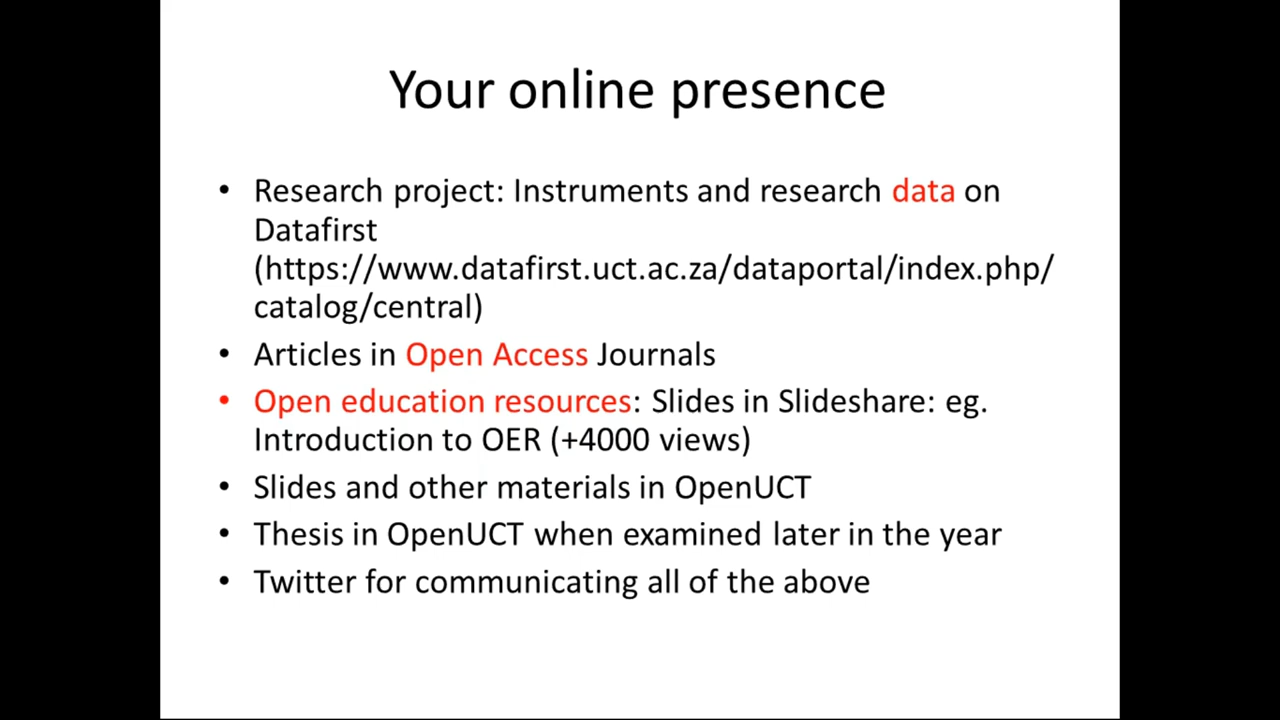 Your online presence
• Research project: Instruments and research data on
Datafirst
(https://www.datafirst.uct.ac.za/dataportal/index.php/
catalog/central)
• Articles in Open Access Journals
• Open education resources: Slides in Slideshare: eg.
Introduction to OER (+4000 views)
• Slides and other materials in OpenUCT
• Thesis in OpenUCT when examined later in the year
• Twitter for communicating all of the above